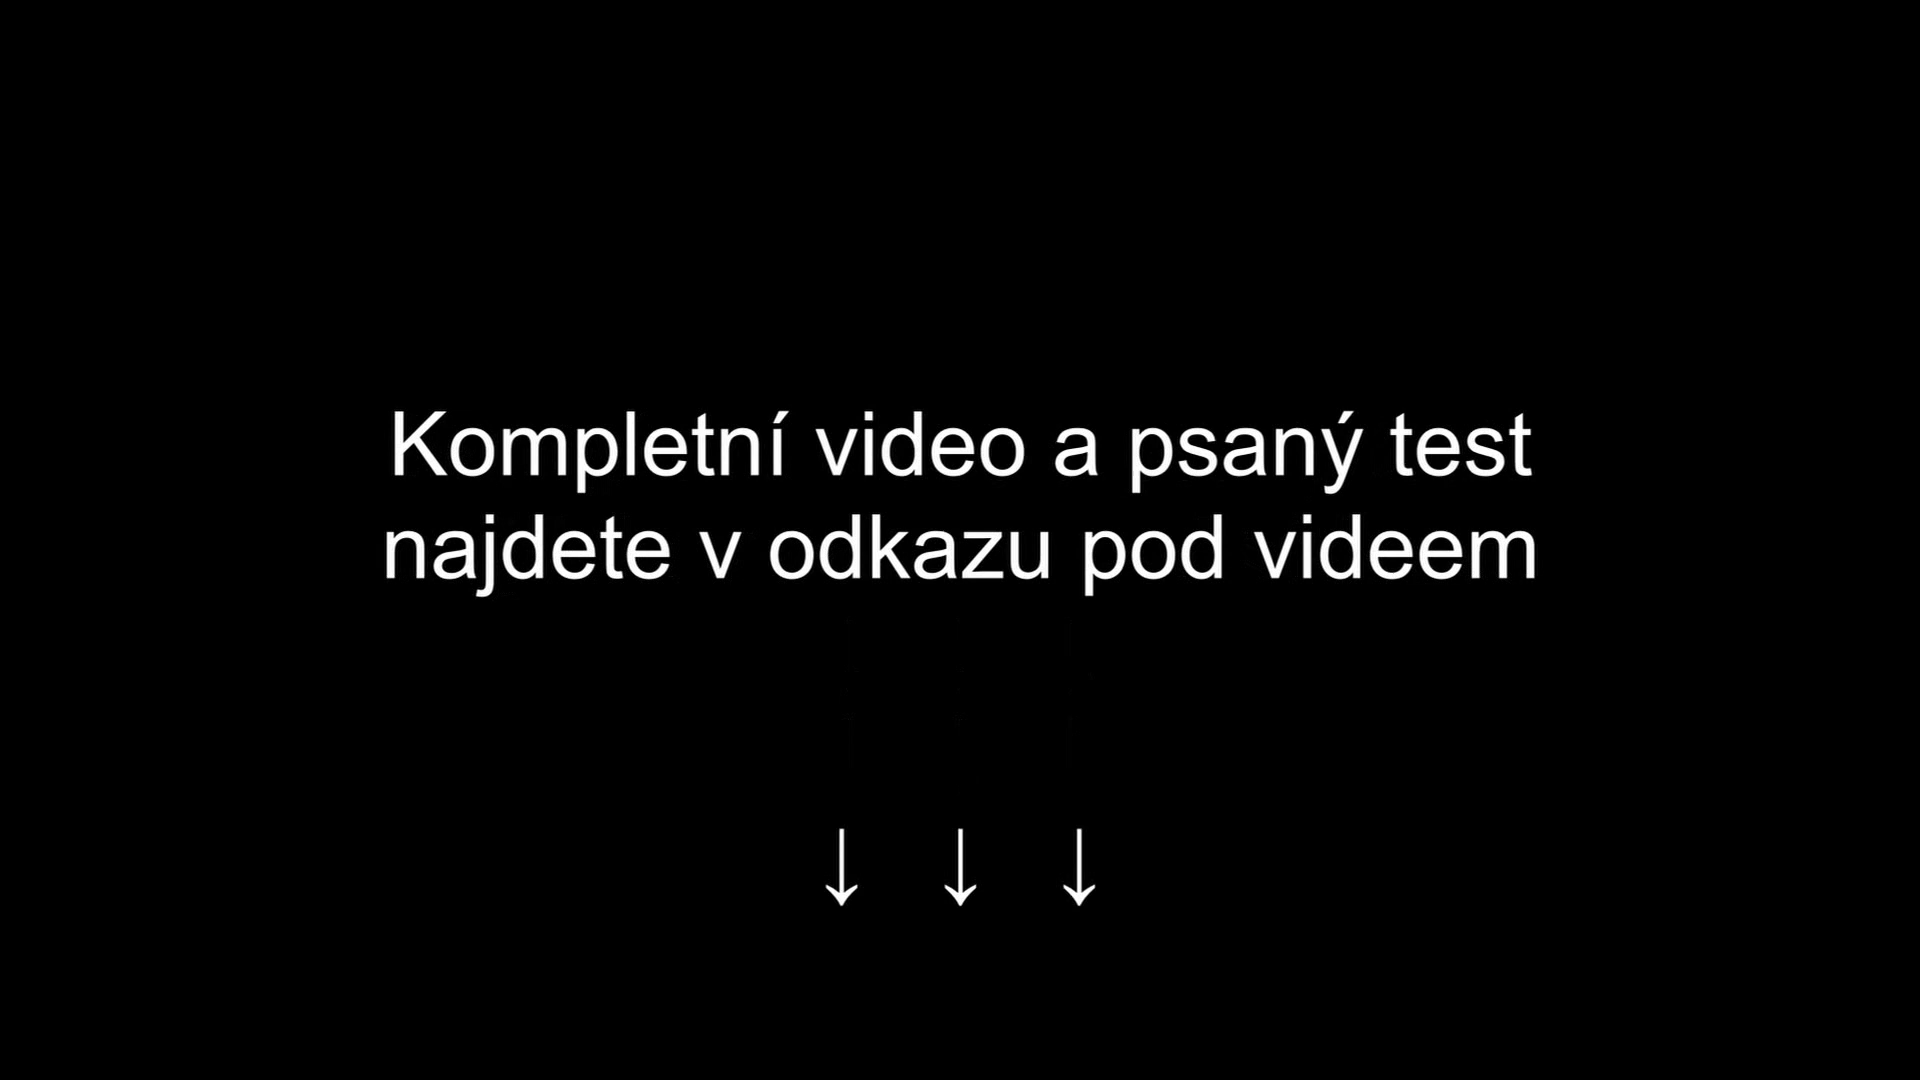 Kompletní video a psaný test
najdete v odkazu pod videem
↓ ↓ ↓